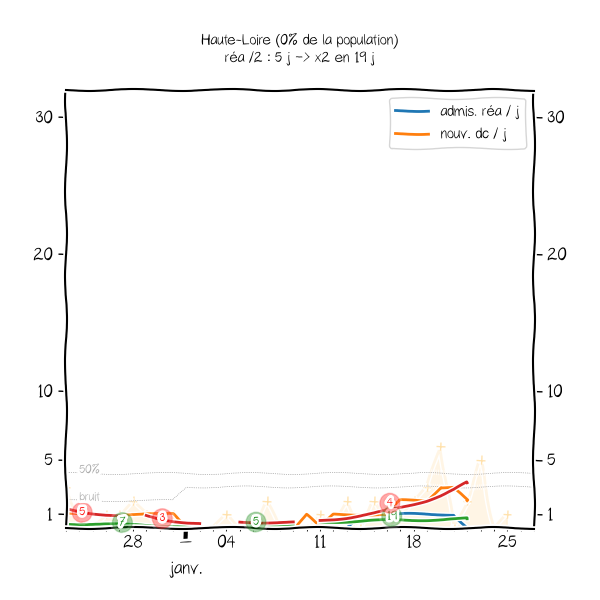 Haute-Loire (0% de la population)
réa /2 : 5 j -> x2 en 19 j
admis. réa / j
nouv. dc / j
30 30
20 20
10 10
5 5
50%
bruit
1 1
5 7 3 5 4 19
28 04 11 18 25
janv.